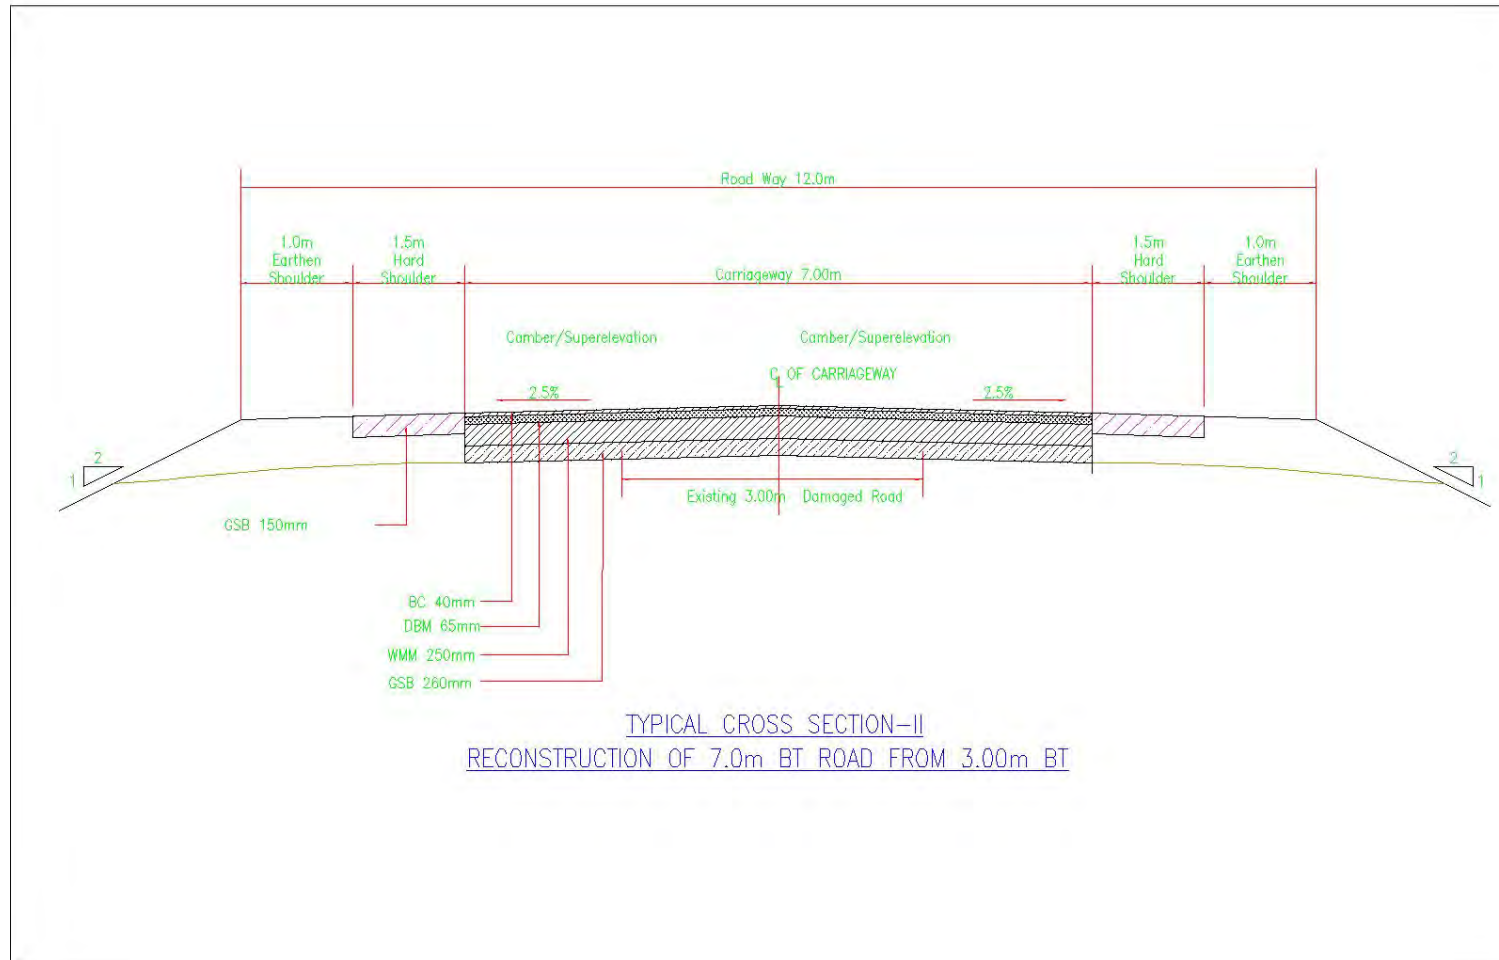 Road Way 12.0m
1.0m
Earthen
Shoulder
1.5m
Hard
Shoulder
Carriageway 7.00m
1.5m
Hard
Shoulder
1.0m
Earthen
Shoulder
Camber/Superelevation
Camber/Superelevation
C L OF CARRIAGEWAY
2.5%
2.5%
2
1
2
1
Existing 3.00m Damaged Road
GSB 150mm
BC 40mm
DBM 65mm
WMM 250mm
GSB 260mm
TYPICAL CROSS SECTION-II
RECONSTRUCTION OF 7.0m BT ROAD FROM 3.00m BT